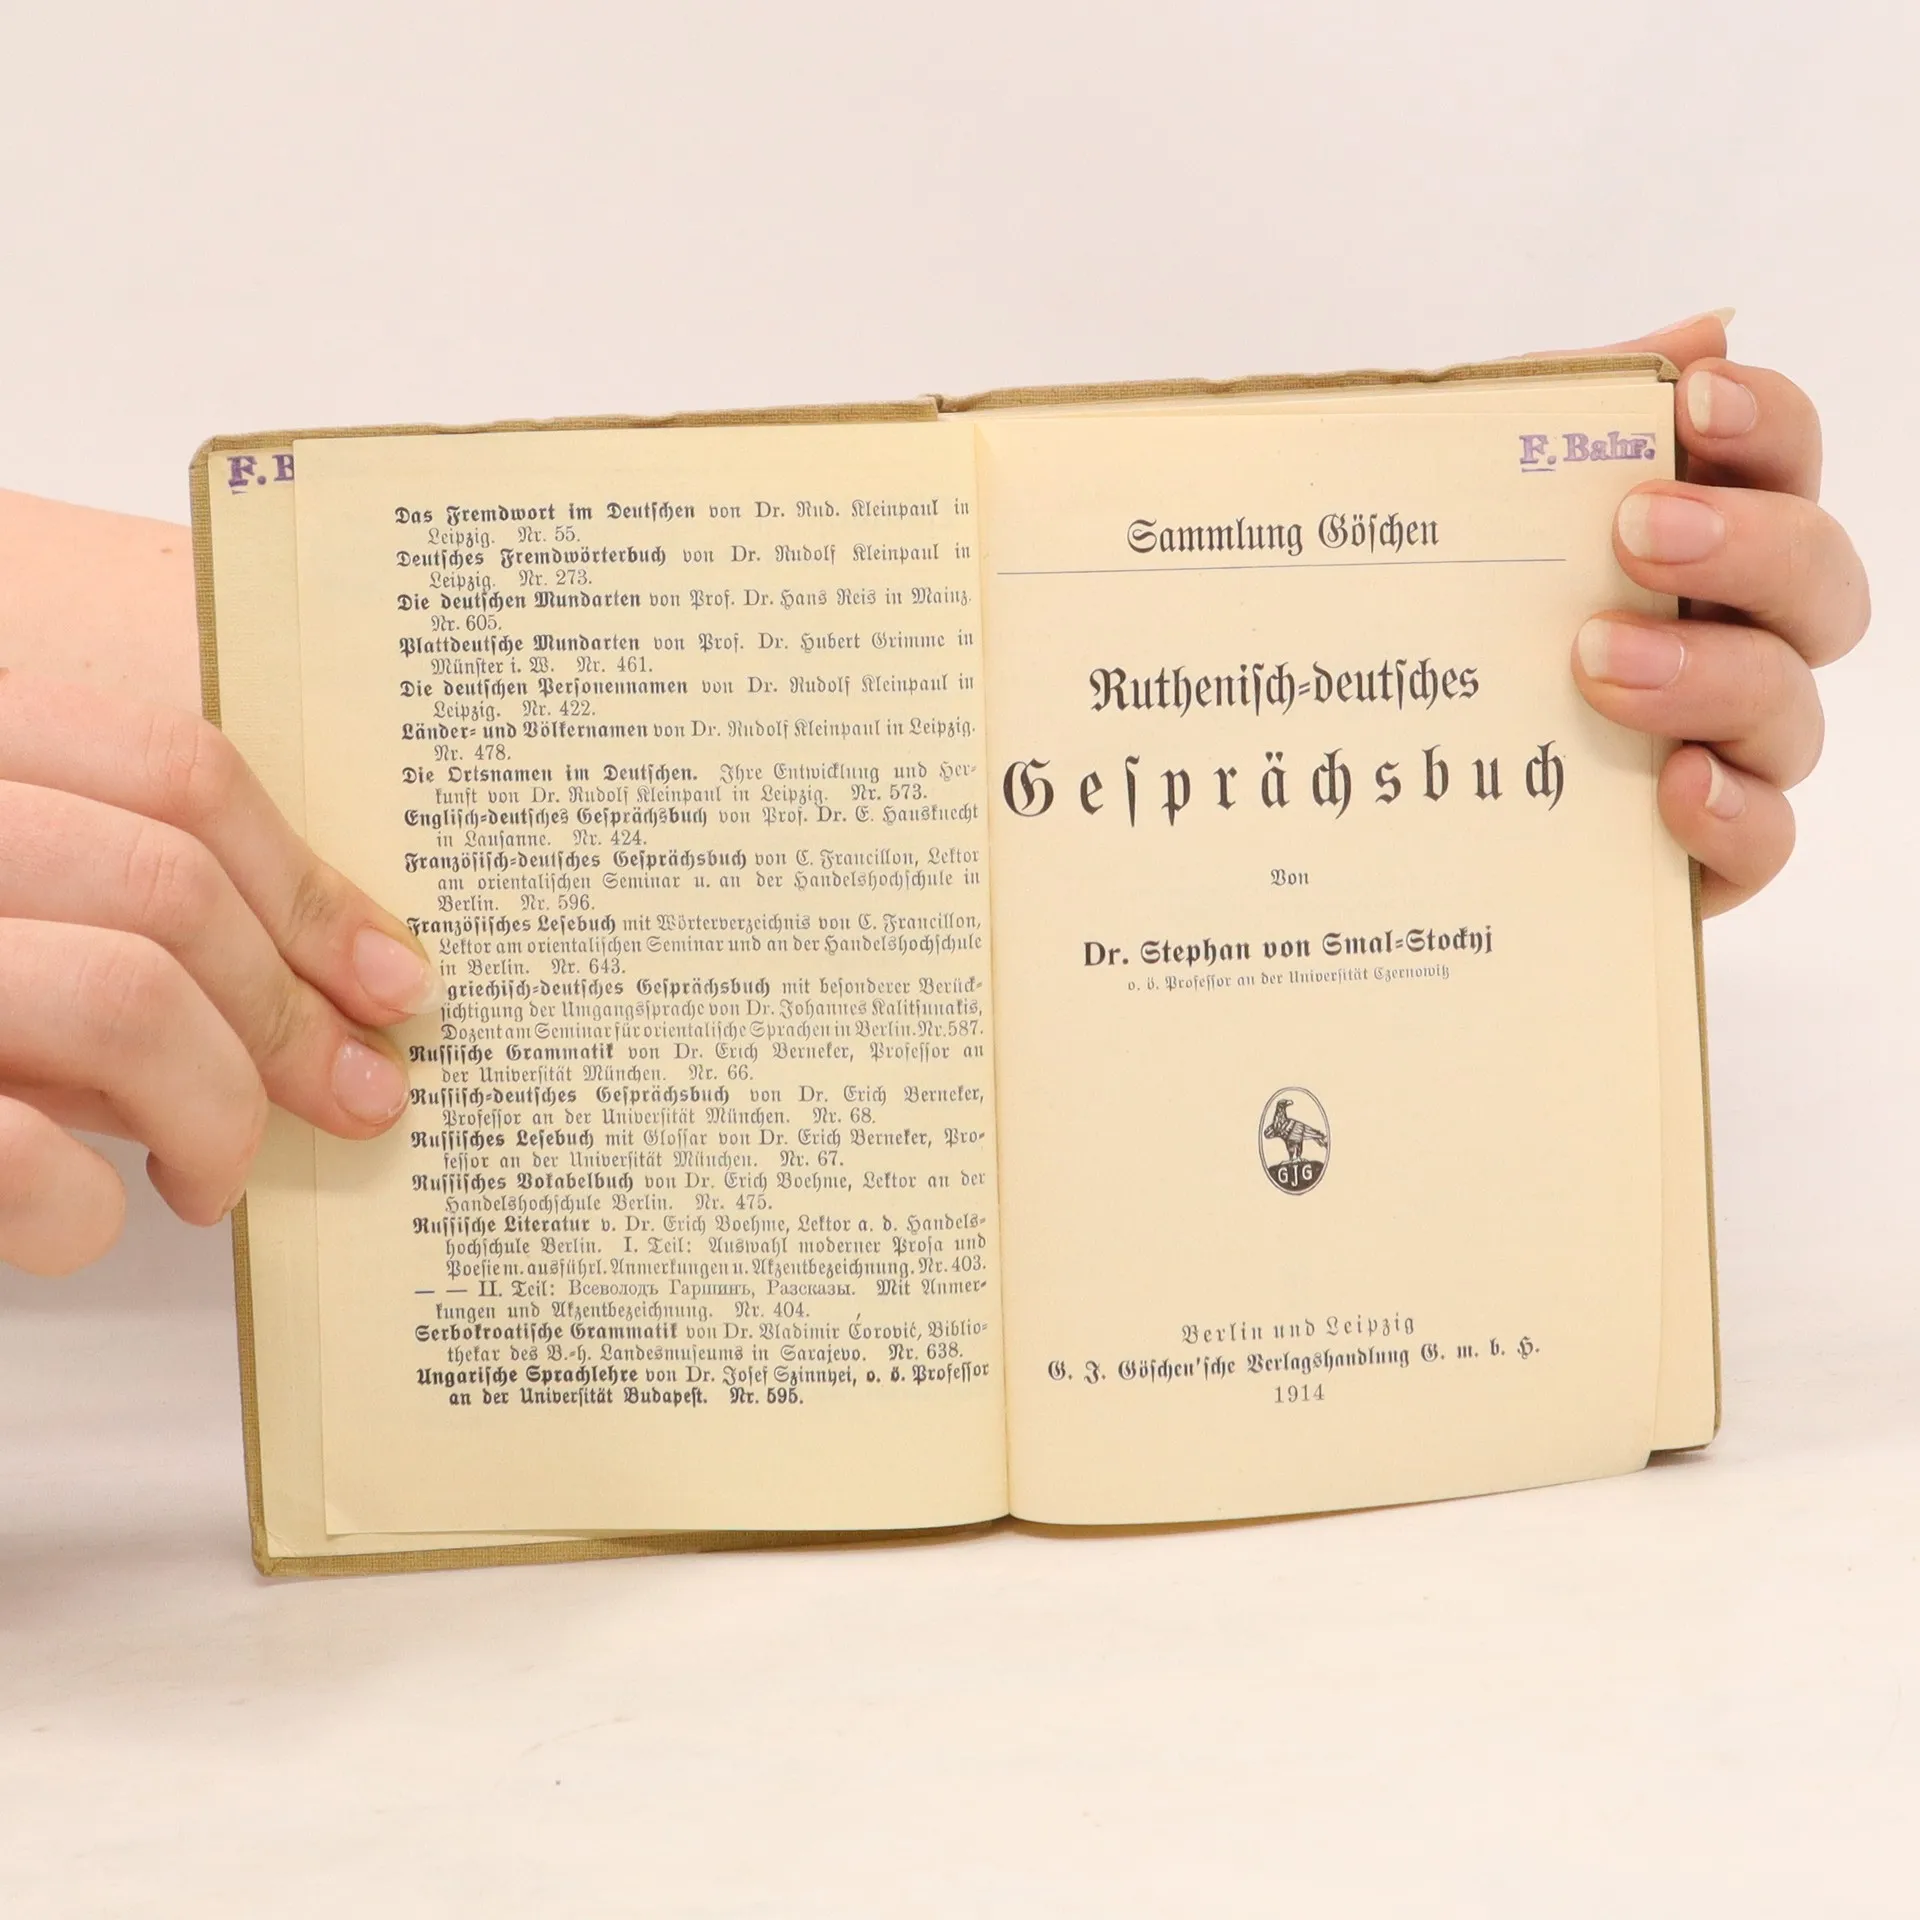 F. B
Das Fremdwort im Deutschen von Dr. Rud. Kleinpaul in
Leipzig. Nr. 55.
Deutsches Fremdwörterbuch von Dr. Rudolf Kleinpaul in
Leipzig. Nr. 273.
Die deutschen Mundarten von Prof. Dr. Hans Reis in Mainz.
Nr. 605.
Plattdeutsche Mundarten von Prof. Dr. Hubert Grimme in
Münster i. W. Nr. 461.
Die deutschen Personennamen von Dr. Rudolf Kleinpaul in
Leipzig. Nr. 422.
Länder- und Völkernamen von Dr. Rudolf Kleinpaul in Leipzig.
Nr. 478.
Die Ortsnamen im Deutschen. Ihre Entwicklung und Her-
kunft von Dr. Rudolf Kleinpaul in Leipzig. Nr. 573.
Englisch-deutsches Gesprächsbuch von Prof. Dr. E. Hausknecht
in Lausanne. Nr. 424.
Französisch-deutsches Gesprächsbuch von C. Francillon, Lektor
am orientalischen Seminar u. an der Handelshochschule in
Berlin. Nr. 596.
Französisches Lesebuch mit Wörterverzeichnis von C. Francillon,
Lektor am orientalischen Seminar und an der Handelshochschule
in Berlin. Nr. 643.
griechisch-deutsches Gesprächsbuch mit besonderer Berück-
sichtigung der Umgangssprache von Dr. Johannes Kalitsunakis,
Dozent am Seminar für orientalische Sprachen in Berlin. Nr. 587.
Russische Grammatik von Dr. Erich Berneker, Professor an
der Universität München. Nr. 66.
Russisch-deutsches Gesprächsbuch von Dr. Erich Berneker,
Professor an der Universität München. Nr. 68.
Russisches Lesebuch mit Glossar von Dr. Erich Berneker, Pro-
fessor an der Universität München. Nr. 67.
Russisches Vokabelbuch von Dr. Erich Boehme, Lektor an der
Handelshochschule Berlin. Nr. 475.
Russische Literatur v. Dr. Erich Boehme, Lektor a. d. Handels-
hochschule Berlin. I. Teil: Auswahl moderner Prosa und
Poesie m. ausführl. Anmerkungen u. Akzentbezeichnung. Nr. 403.
— — II. Teil: Всеволодъ Гаршинъ, Разсказы. Mit Anmer-
kungen und Akzentbezeichnung. Nr. 404.
Serbokroatische Grammatik von Dr. Vladimir Ćorović, Biblio-
thekar des B.-h. Landesmuseums in Sarajevo. Nr. 638.
Ungarische Sprachlehre von Dr. Josef Szinnyei, o. ö. Professor
an der Universität Budapest. Nr. 595.
F. Bahr.
Sammlung Göschen
Ruthenisch-deutsches
Gesprächsbuch
Von
Dr. Stephan von Smal-Stockyj
o. ö. Professor an der Universität Czernowitz
GJG
Berlin und Leipzig
G. J. Göschen'sche Verlagshandlung G. m. b. H.
1914